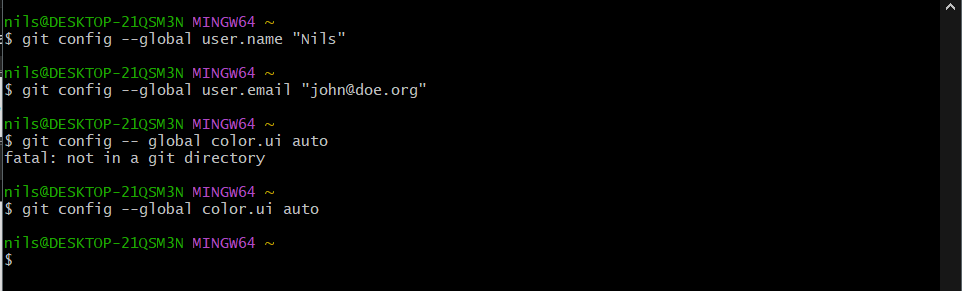 nils@DESKTOP-21QSM3N MINGW64 ~
$ git config --global user.name "Nils"
nils@DESKTOP-21QSM3N MINGW64 ~
$ git config --global user.email "john@doe.org"
nils@DESKTOP-21QSM3N MINGW64 ~
$ git config -- global color.ui auto
fatal: not in a git directory
nils@DESKTOP-21QSM3N MINGW64 ~
$ git config --global color.ui auto
nils@DESKTOP-21QSM3N MINGW64 ~
$